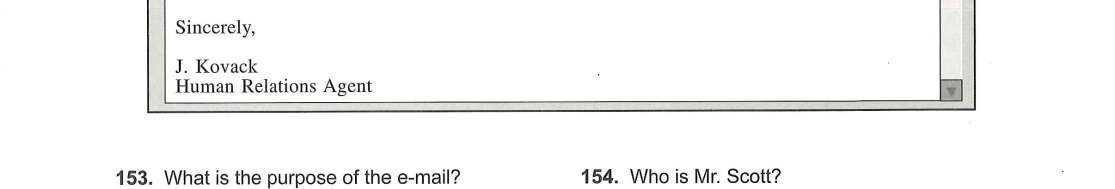 Sincerely,
J. Kovack
Human Relations Agent
153. What is the purpose of the e-mail?
154. Who is Mr. Scott?